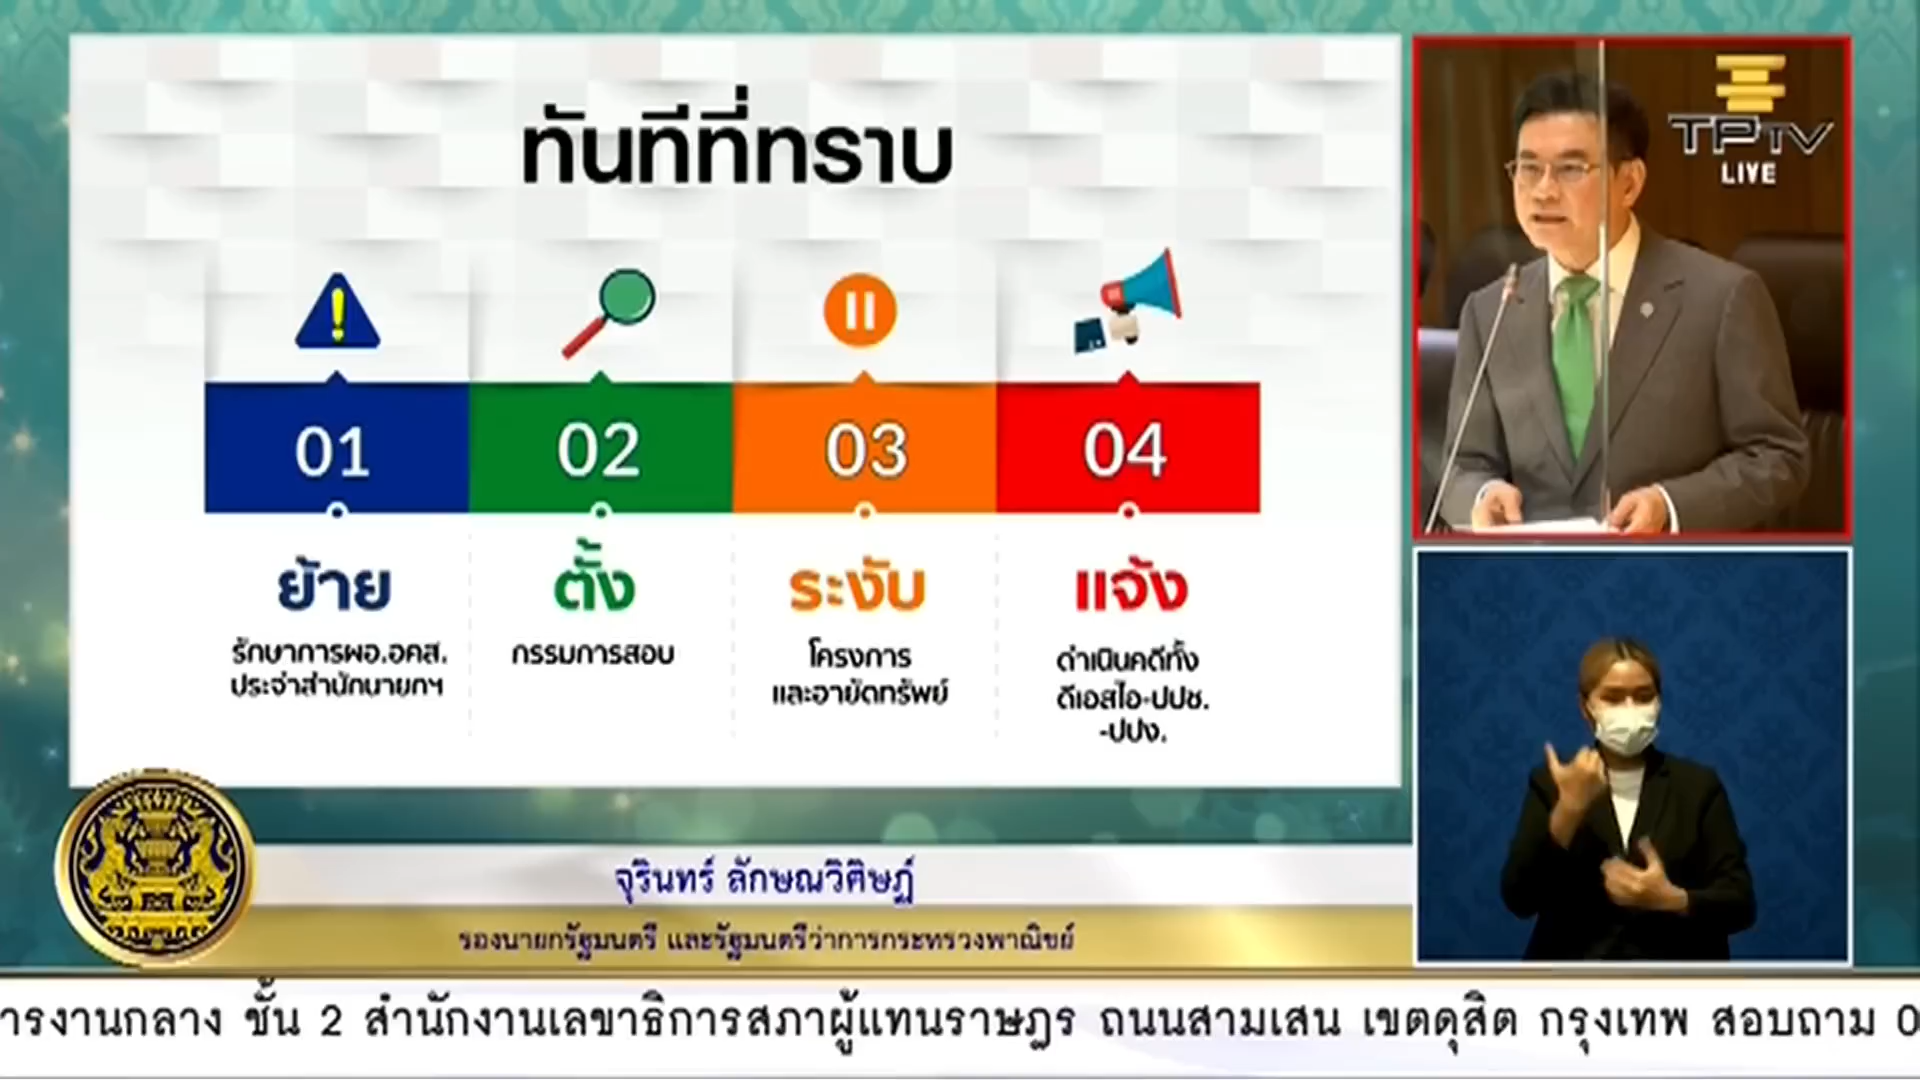 ทันทีที่ทราบ
01
02
03
04
ย้าย
รักษาการผอ.อคส.
ประจำสำนักนายกฯ
ตั้ง
กรรมการสอบ
ระงับ
โครงการ
และอายัดทรัพย์
แจ้ง
ดำเนินคดีทั้ง
ดีเอสไอ-ปปช.
-ปปง.
TPTV
LIVE
จุรินทร์ ลักษณวิศิษฏ์
รองนายกรัฐมนตรี และรัฐมนตรีว่าการกระทรวงพาณิชย์
ารงานกลาง ชั้น 2 สำนักงานเลขาธิการสภาผู้แทนราษฎร ถนนสามเสน เขตดุสิต กรุงเทพ สอบถาม 0